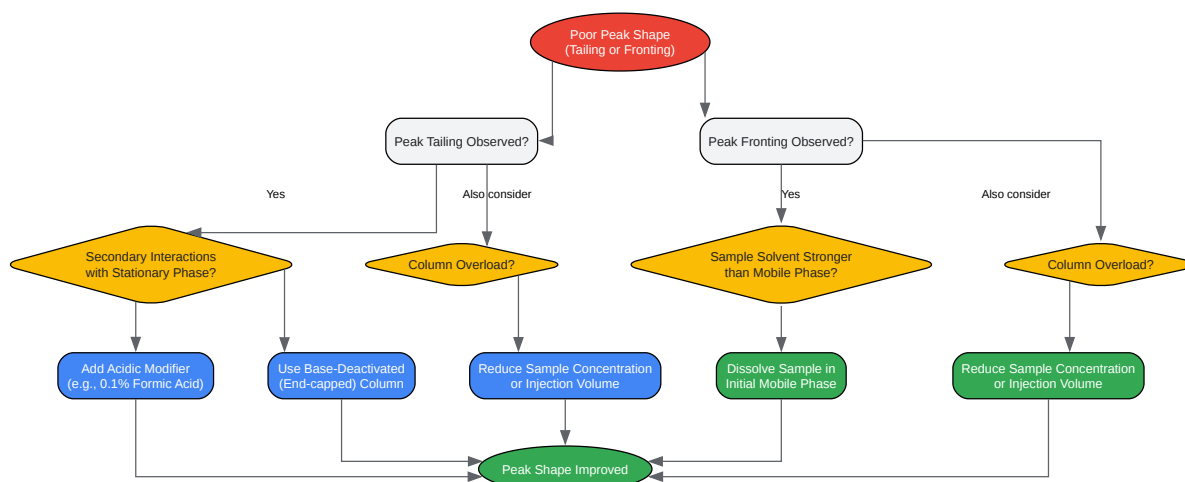 Poor Peak Shape
(Tailing or Fronting)
Peak Tailing Observed?
Peak Fronting Observed?
Yes
Also consider
Yes
Also consider
Secondary Interactions
with Stationary Phase?
Column Overload?
Sample Solvent Stronger
than Mobile Phase?
Column Overload?
Add Acidic Modifier
(e.g., 0.1% Formic Acid)
Use Base-Deactivated
(End-capped) Column
Reduce Sample Concentration
or Injection Volume
Dissolve Sample in
Initial Mobile Phase
Reduce Sample Concentration
or Injection Volume
Peak Shape Improved